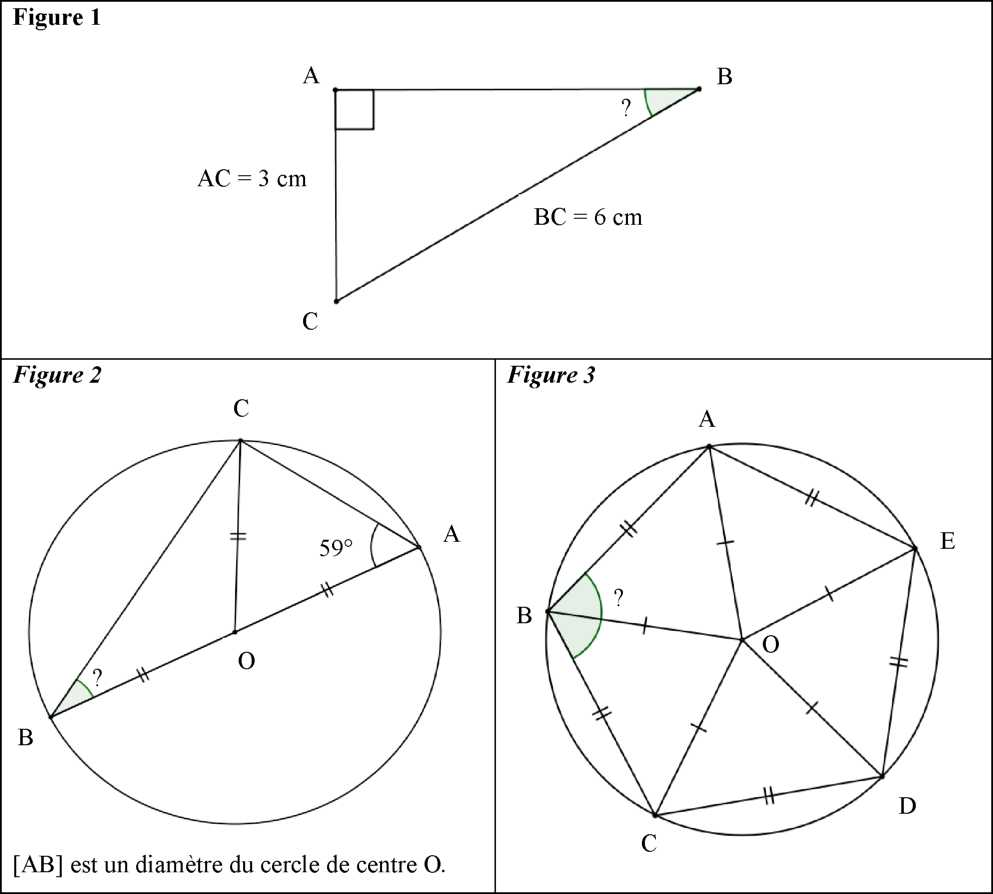 Figure 1
A
B
?
AC = 3 cm
BC = 6 cm
C
Figure 2
C
A
59°
O
?
B
[AB] est un diamètre du cercle de centre O.
Figure 3
A
E
?
B
O
D
C